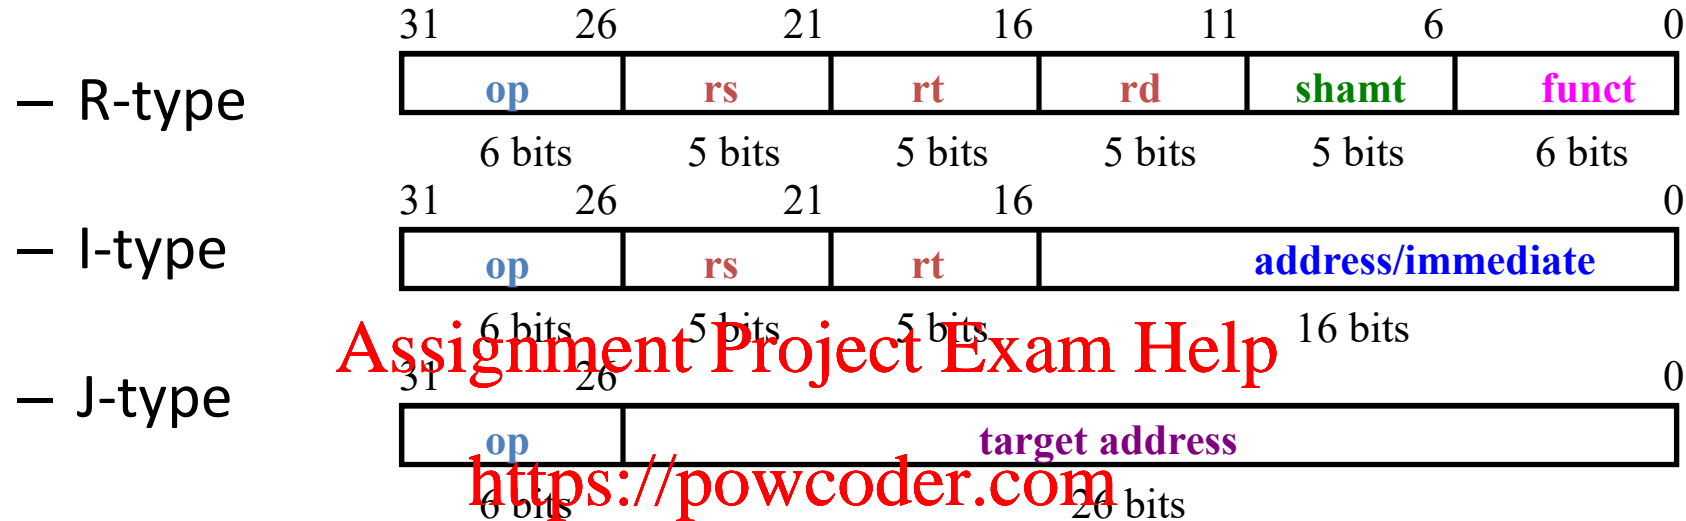 31 26 21 16 11 6 0
– R-type op rs rt rd shamt funct
6 bits 5 bits 5 bits 5 bits 5 bits 6 bits
31 26 21 16 0
– I-type op rs rt address/immediate
6 bits 5 bits 5 bits 16 bits
Assignment Project Exam Help
31 26 0
– J-type op target address
https://powcoder.com
6 bits 26 bits